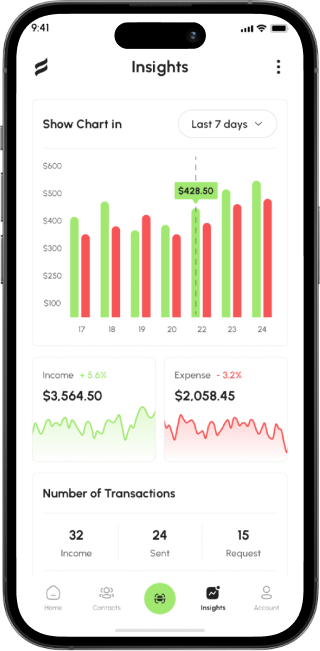 9:41
Insights
Show Chart in
Last 7 days
$600
$500
$400
$300
$250
$100
$428.50
17 18 19 20 22 23 24
Income + 5.6%
$3,564.50
Expense - 3.2%
$2,058.45
Number of Transactions
32 24 15
Income Sent Request
Home Contracts Insights Account